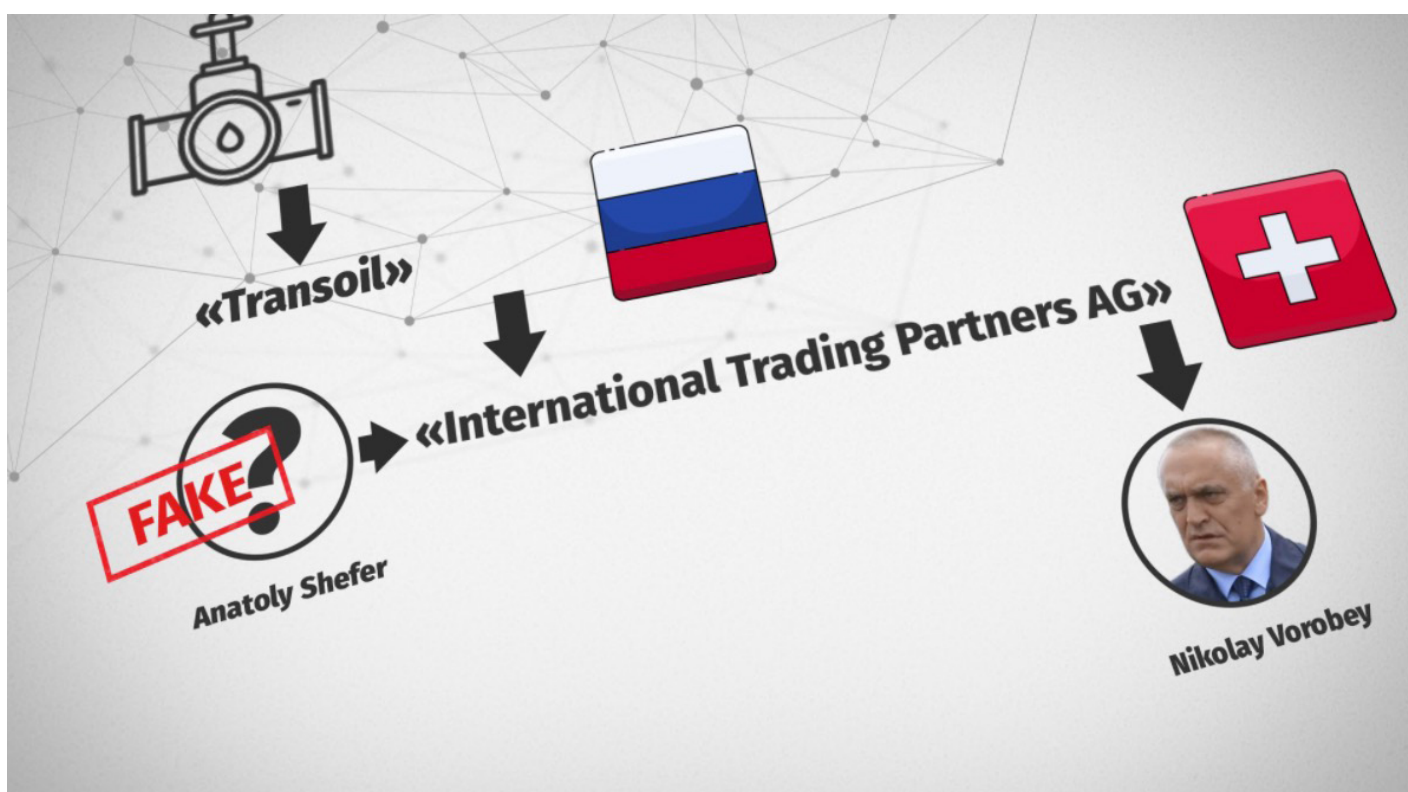 «Transoil»
«International Trading Partners AG»
FAKE
Anatoly Shefer
Nikolay Vorobey